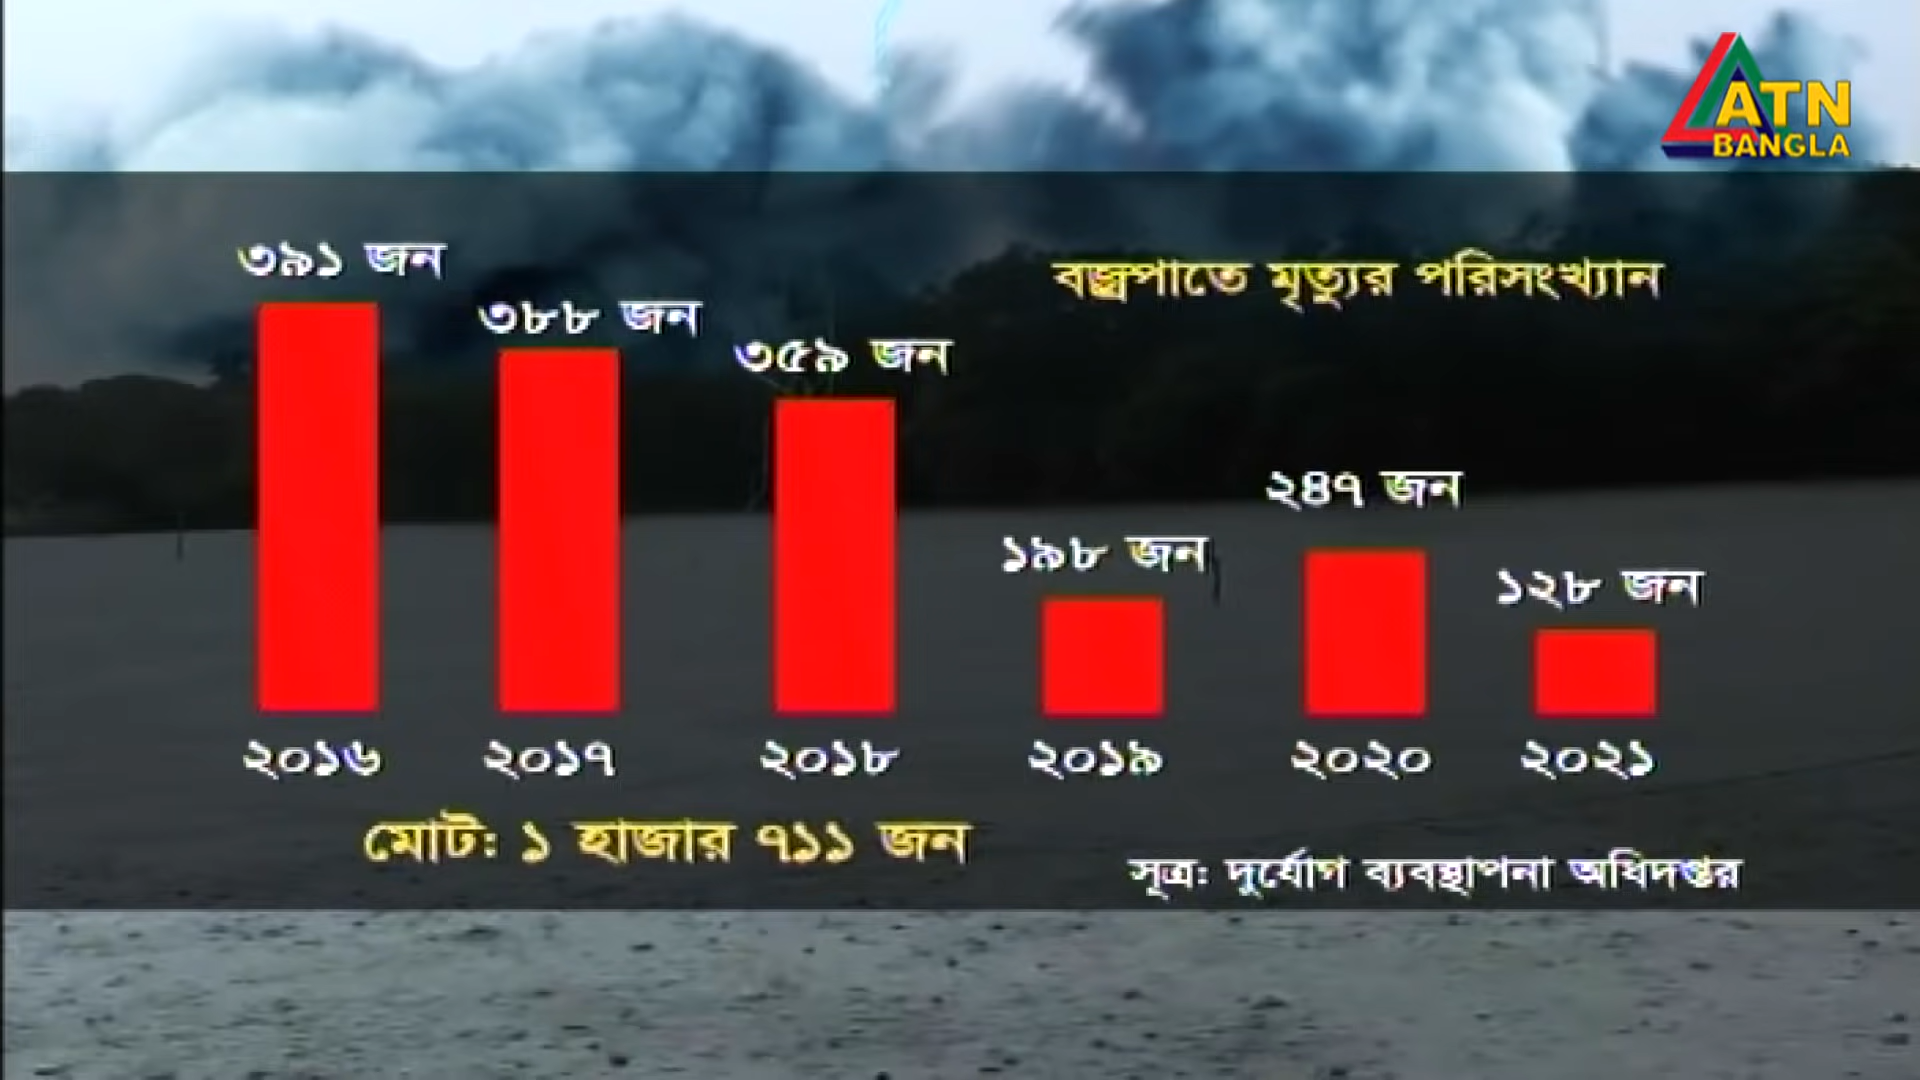 ATN
BANGLA
বজ্রপাতে মৃত্যুর পরিসংখ্যান
৩৯১ জন
৩৮৮ জন
৩৫৯ জন
১৯৮ জন
২৪৭ জন
১২৮ জন
২০১৬
২০১৭
২০১৮
২০১৯
২০২০
২০২১
মোট: ১ হাজার ৭১১ জন
সূত্র: দুর্যোগ ব্যবস্থাপনা অধিদপ্তর